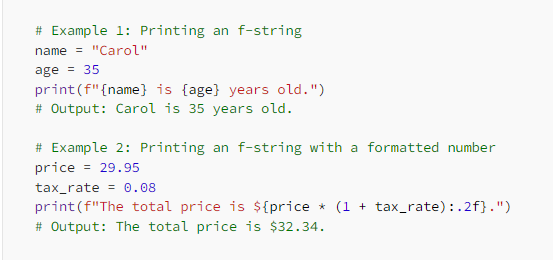 # Example 1: Printing an f-string
name = "Carol"
age = 35
print(f"{name} is {age} years old.")
# Output: Carol is 35 years old.
# Example 2: Printing an f-string with a formatted number
price = 29.95
tax_rate = 0.08
print(f"The total price is ${price * (1 + tax_rate):.2f}.")
# Output: The total price is $32.34.